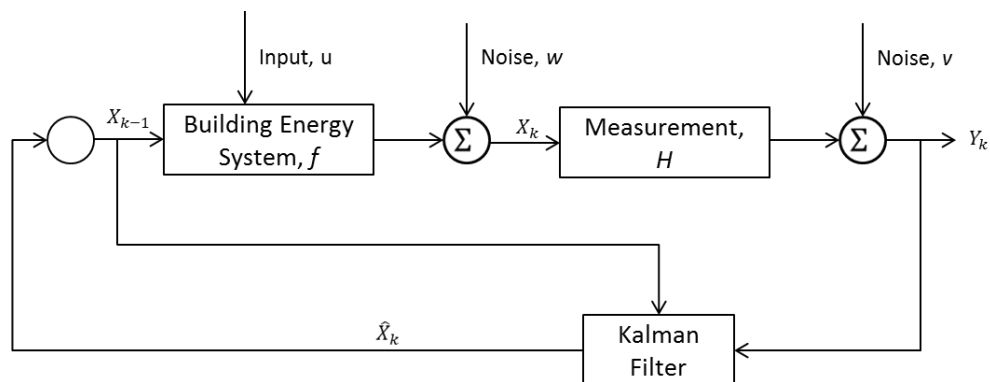 Input, u
Noise, w
Noise, v
X_{k-1}
Building Energy
System, f
Σ
X_k
Measurement,
H
Σ
Y_k
X̂_k
Kalman
Filter